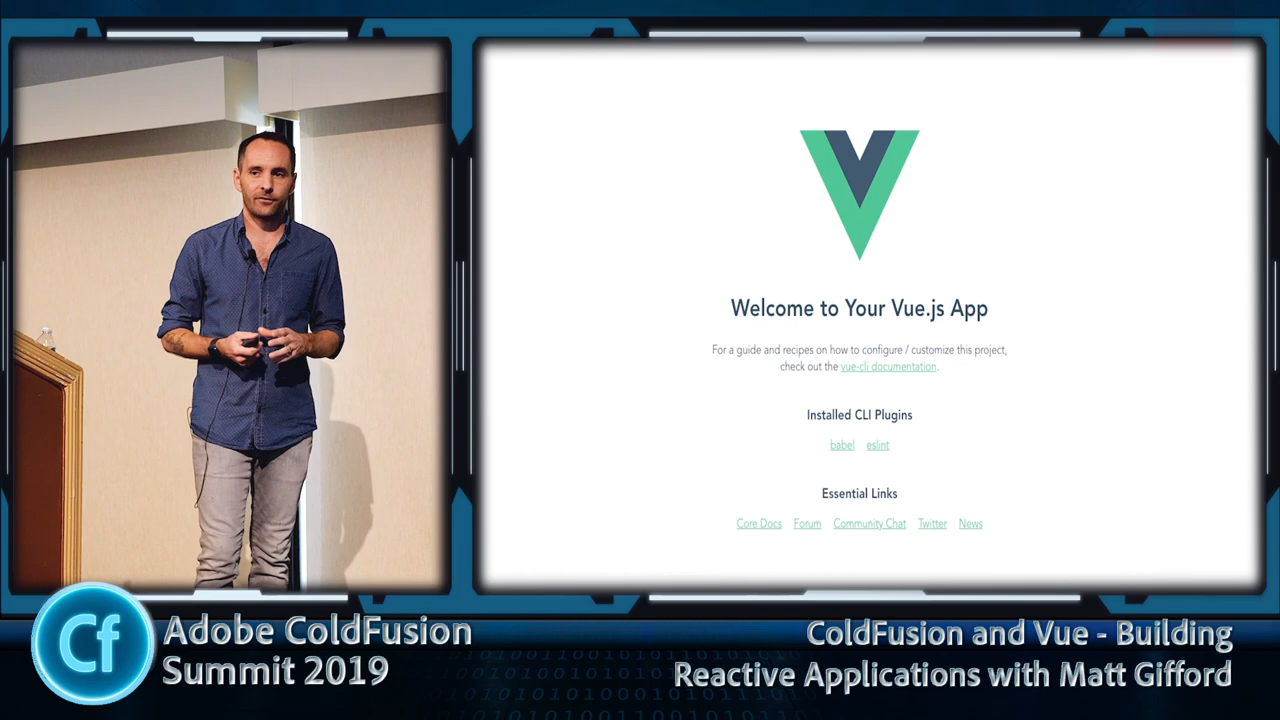 Welcome to Your Vue.js App
For a guide and recipes on how to configure / customize this project,
check out the vue-cli documentation.
Installed CLI Plugins
babel eslint
Essential Links
Core Docs Forum Community Chat Twitter News
Cf
Adobe ColdFusion
Summit 2019
ColdFusion and Vue - Building
Reactive Applications with Matt Gifford